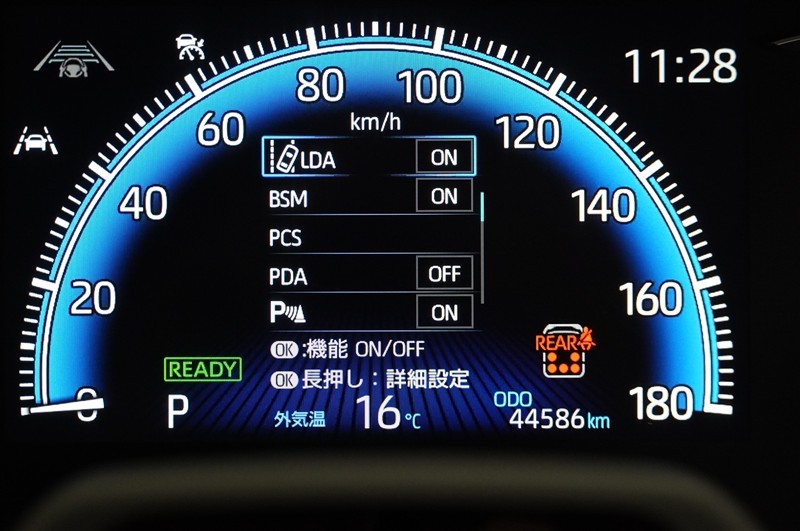 11:28
80
100
60
km/h
120
LDA ON
BSM ON
40
140
PCS
PDA OFF
20
160
P ON
OK:機能 ON/OFF
REAR
READY
OK長押し:詳細設定
0
P
外気温 16℃
ODO
44586km
180